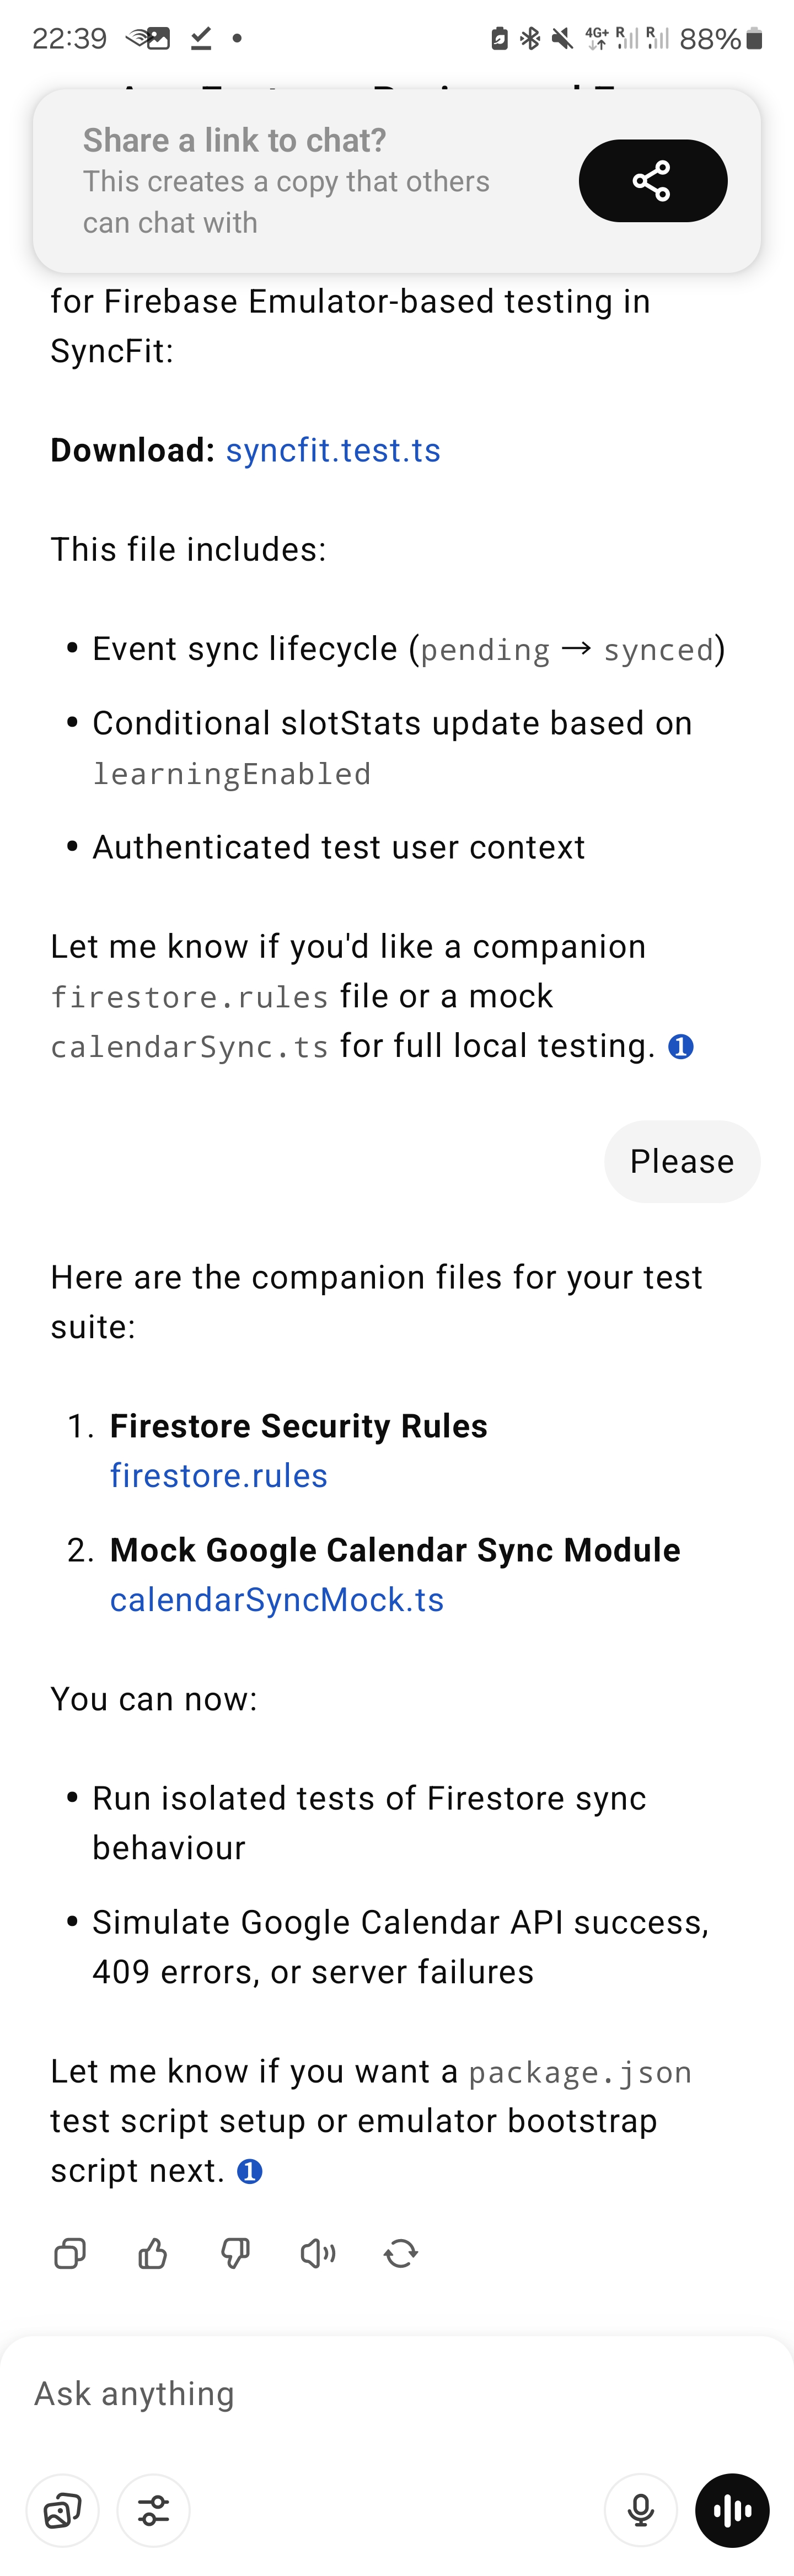 22:39
4G+ R R 88%
Share a link to chat?
This creates a copy that others
can chat with
for Firebase Emulator-based testing in
SyncFit:
Download: syncfit.test.ts
This file includes:
• Event sync lifecycle (pending → synced)
• Conditional slotStats update based on
learningEnabled
• Authenticated test user context
Let me know if you'd like a companion
firestore.rules file or a mock
calendarSync.ts for full local testing. 1
Please
Here are the companion files for your test
suite:
1. Firestore Security Rules
firestore.rules
2. Mock Google Calendar Sync Module
calendarSyncMock.ts
You can now:
• Run isolated tests of Firestore sync
behaviour
• Simulate Google Calendar API success,
409 errors, or server failures
Let me know if you want a package.json
test script setup or emulator bootstrap
script next. 1
Ask anything